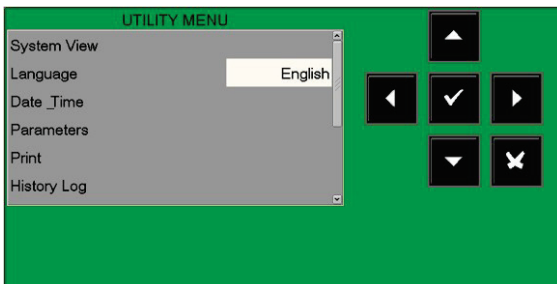 UTILITY MENU
System View
Language English
Date _Time
Parameters
Print
History Log